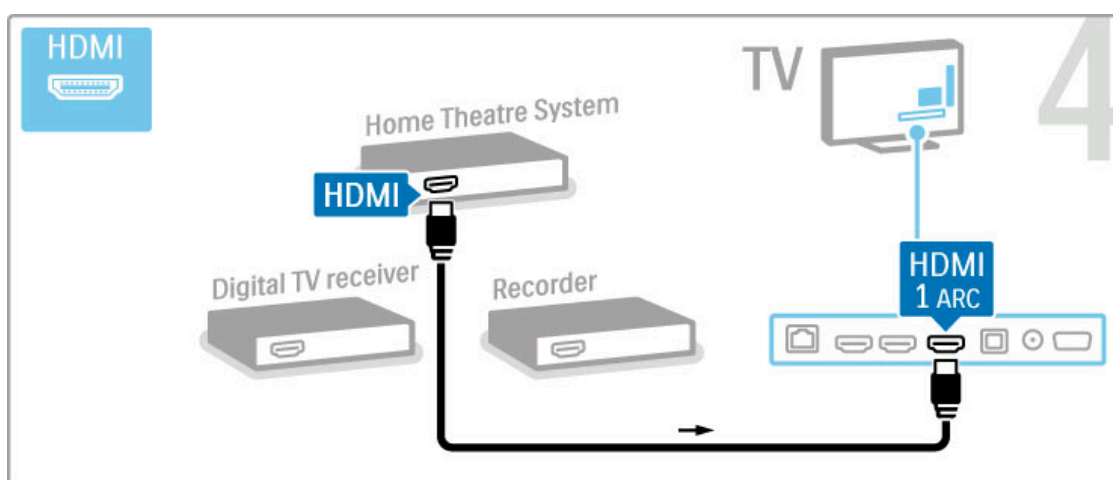 HDMI
TV
4
Home Theatre System
HDMI
Digital TV receiver
Recorder
HDMI
1 ARC